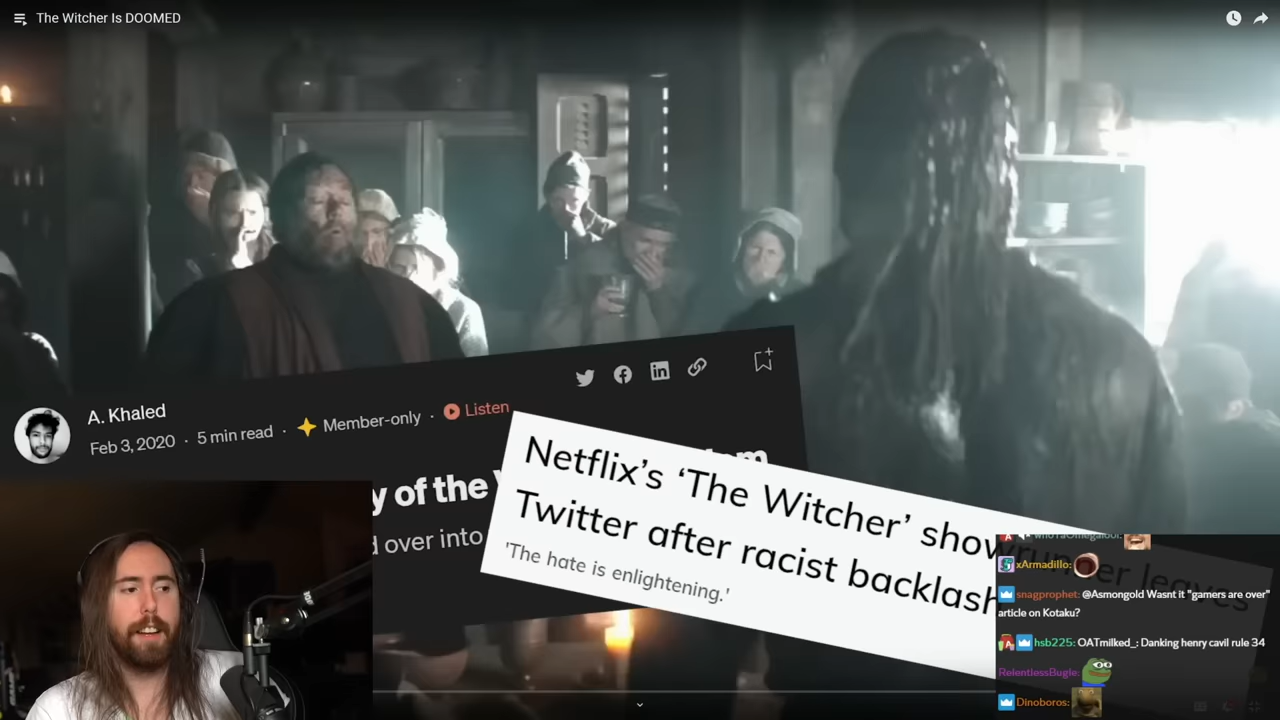 The Witcher Is DOOMED
A. Khaled
Feb 3, 2020 · 5 min read · Member-only · Listen
y of the
over into
Netflix's 'The Witcher' showrunner leaves
Twitter after racist backlash
'The hate is enlightening.'
xArmadillo:
snagprophet: @Asmongold Wasnt it "gamers are over"
article on Kotaku?
hsb225: OATmilked_: Danking henry cavil rule 34
RelentlessBugle:
Dinoboros: